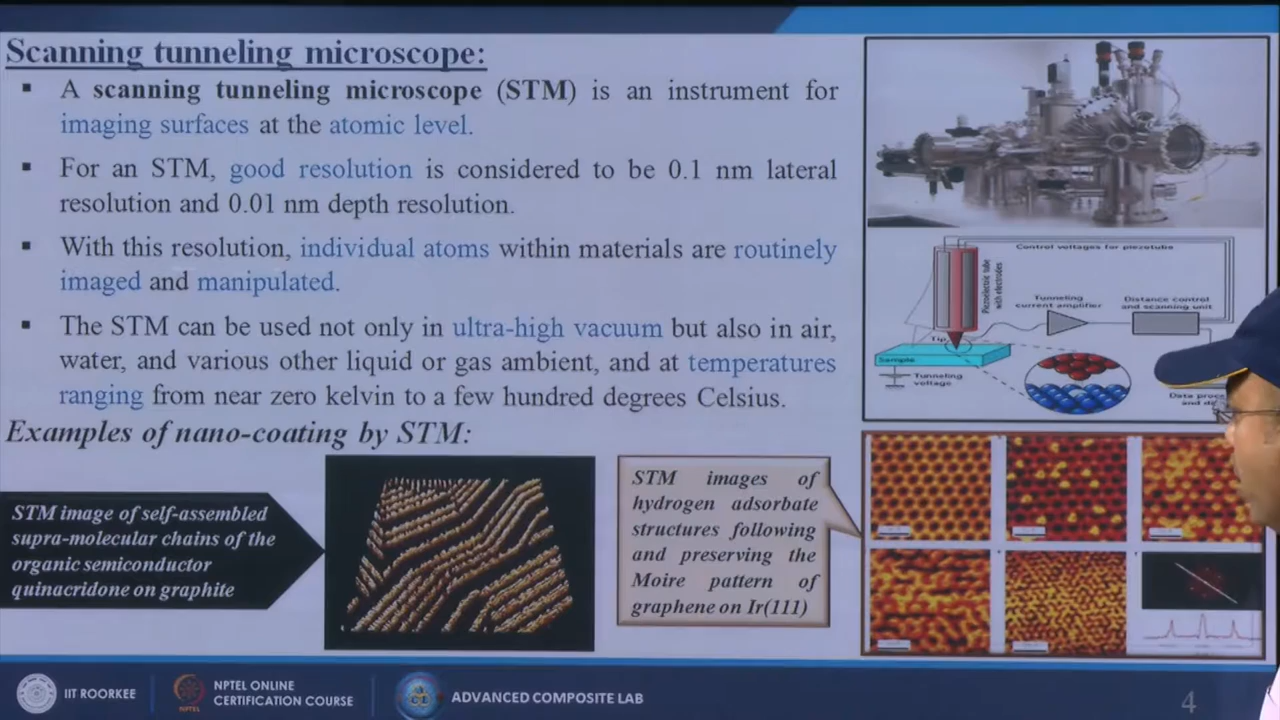 Scanning tunneling microscope:
▪ A scanning tunneling microscope (STM) is an instrument for
imaging surfaces at the atomic level.
▪ For an STM, good resolution is considered to be 0.1 nm lateral
resolution and 0.01 nm depth resolution.
▪ With this resolution, individual atoms within materials are routinely
imaged and manipulated.
▪ The STM can be used not only in ultra-high vacuum but also in air,
water, and various other liquid or gas ambient, and at temperatures
ranging from near zero kelvin to a few hundred degrees Celsius.
Control voltages for piezotube
Piezoelectric tube
with electrodes
Tunneling
current amplifier
Distance control
and scanning unit
Tip
Sample
Tunneling
voltage
Data
and
Examples of nano-coating by STM:
STM image of self-assembled
supra-molecular chains of the
organic semiconductor
quinacridone on graphite
STM images of
hydrogen adsorbate
structures following
and preserving the
Moire pattern of
graphene on Ir(111)
IIT ROORKEE
NPTEL
NPTEL ONLINE
CERTIFICATION COURSE
ADVANCED COMPOSITE LAB
4